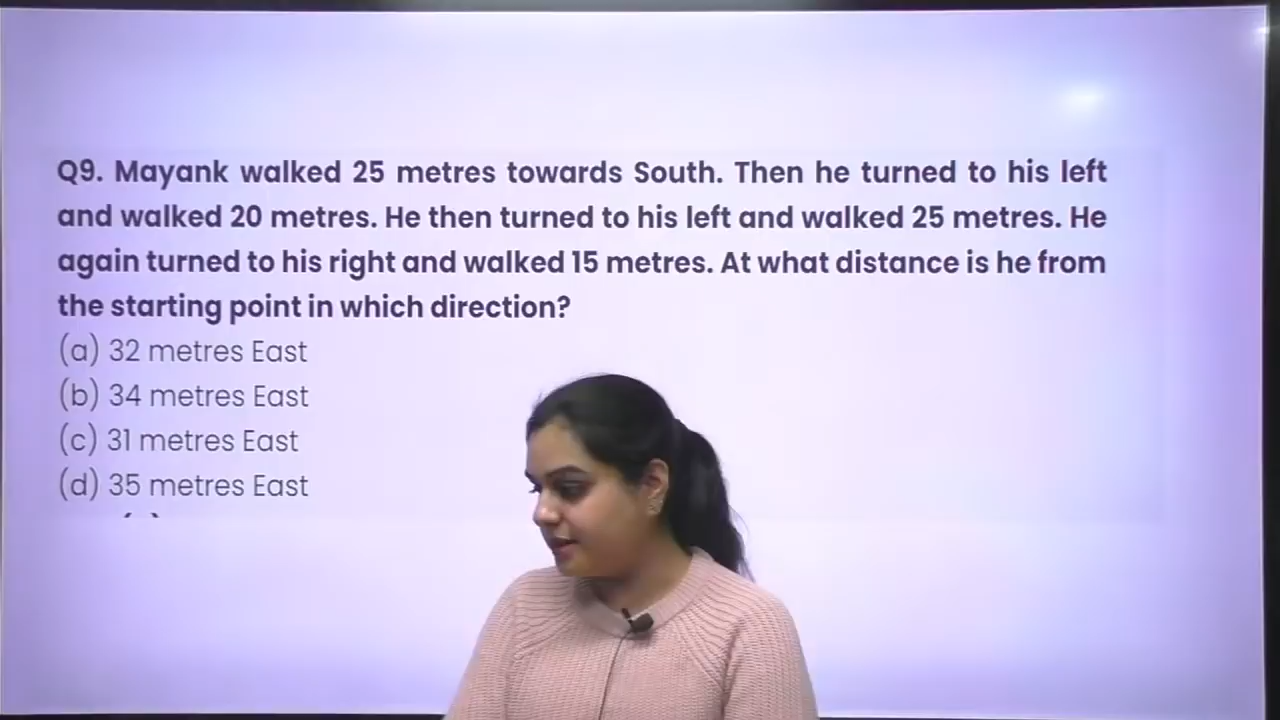 Q9. Mayank walked 25 metres towards South. Then he turned to his left
and walked 20 metres. He then turned to his left and walked 25 metres. He
again turned to his right and walked 15 metres. At what distance is he from
the starting point in which direction?
(a) 32 metres East
(b) 34 metres East
(c) 31 metres East
(d) 35 metres East